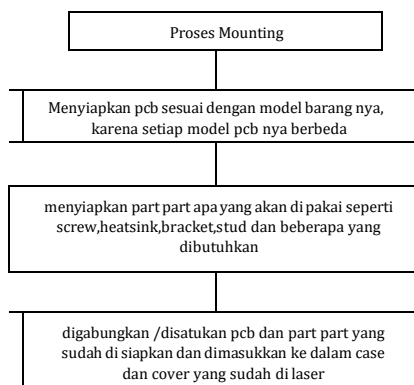 Proses Mounting
Menyiapkan pcb sesuai dengan model barang nya,
karena setiap model pcb nya berbeda
menyiapkan part part apa yang akan di pakai seperti
screw,heatsink,bracket,stud dan beberapa yang
dibutuhkan
digabungkan /disatukan pcb dan part part yang
sudah di siapkan dan dimasukkan ke dalam case
dan cover yang sudah di laser